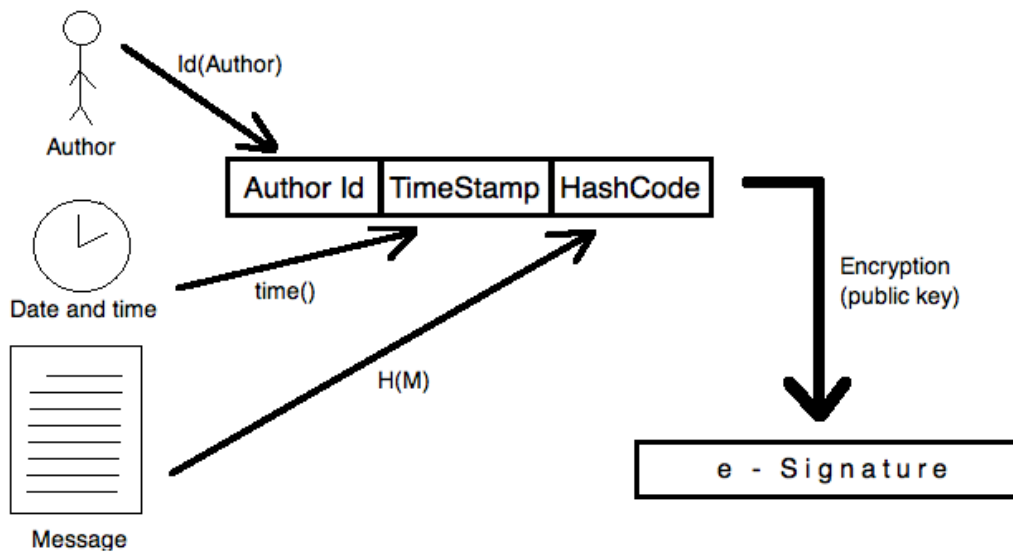 Id(Author)
Author
Author Id TimeStamp HashCode
Date and time
time()
Encryption
(public key)
H(M)
e - Signature
Message